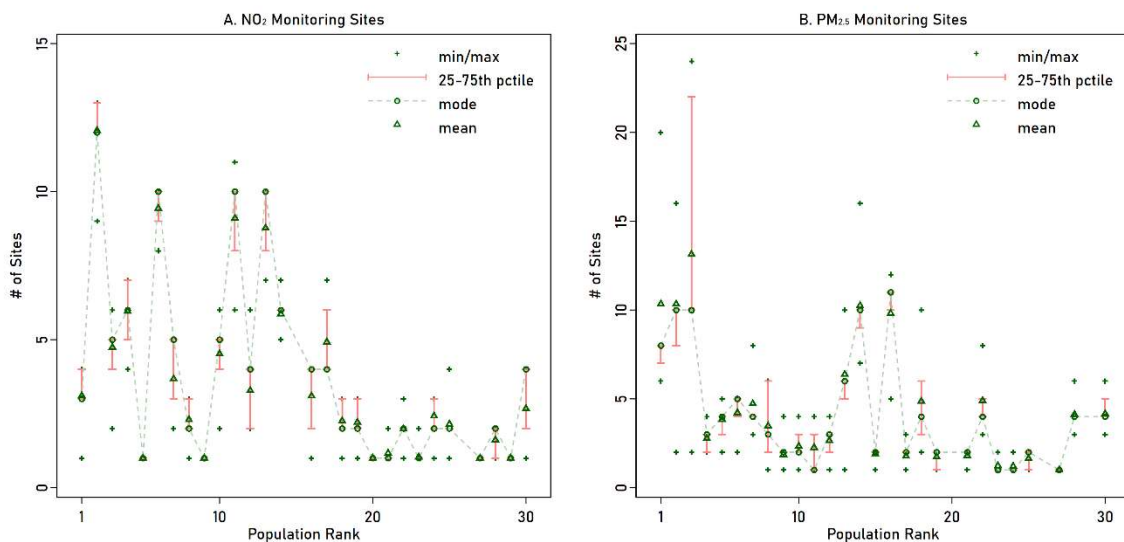 A. NO₂ Monitoring Sites
15
10
5
0
# of Sites
min/max
25-75th pctile
mode
mean
1
10
20
30
Population Rank
B. PM₂.₅ Monitoring Sites
25
20
15
10
5
0
# of Sites
min/max
25-75th pctile
mode
mean
1
10
20
30
Population Rank